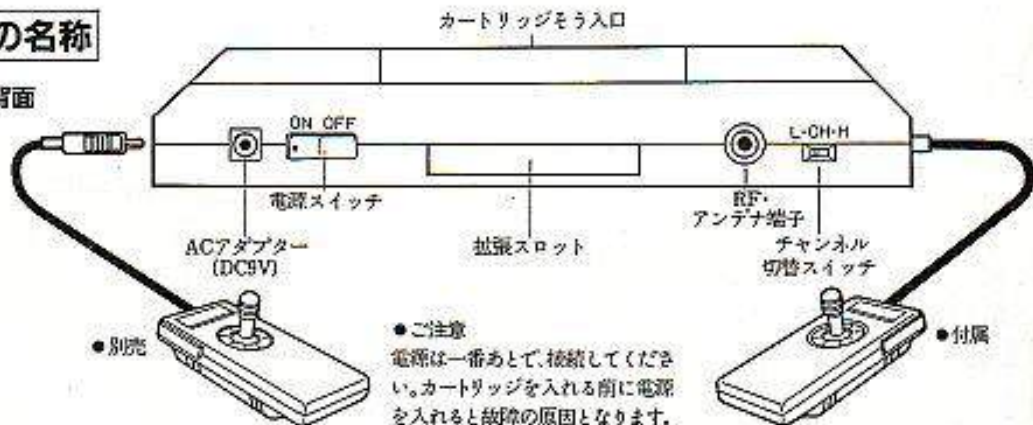 の名称
カートリッジそう入口
背面
ON OFF
L-CH-H
電源スイッチ
RF・
アンテナ端子
ACアダプター
(DC9V)
拡張スロット
チャンネル
切替スイッチ
●別売
●ご注意
電源は一番あとで、接続してくださ
い。カートリッジを入れる前に電源
を入れると故障の原因となります。
●付属